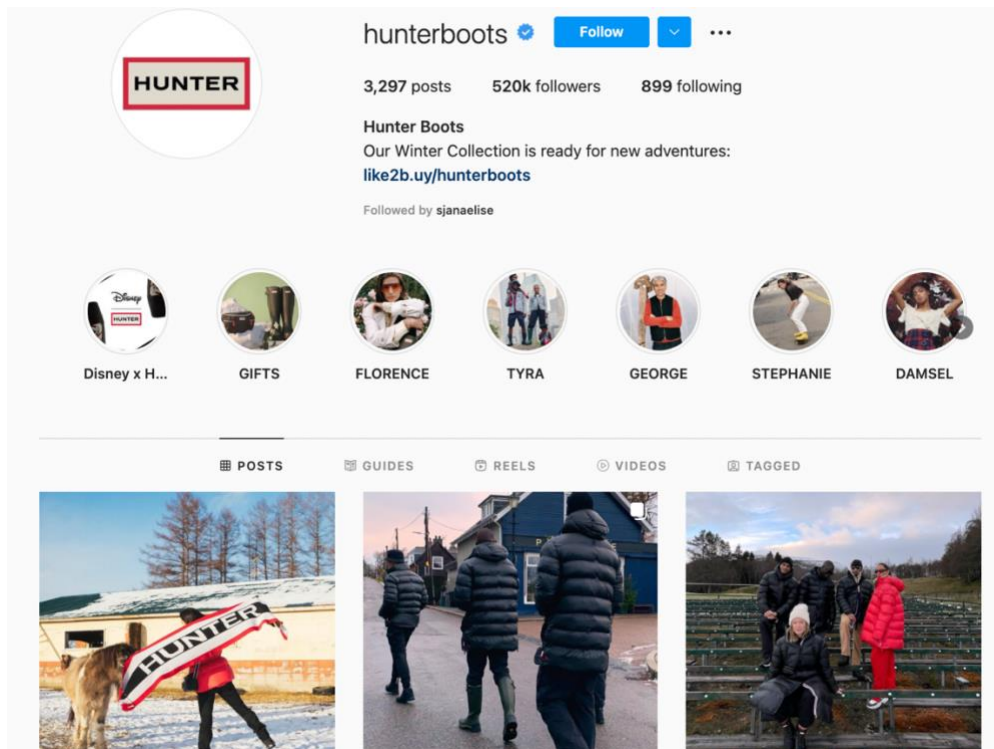 HUNTER
hunterboots Follow
3,297 posts 520k followers 899 following
Hunter Boots
Our Winter Collection is ready for new adventures:
like2b.uy/hunterboots
Followed by sjanaelise
Disney
HUNTER
Disney x H... GIFTS FLORENCE TYRA GEORGE STEPHANIE DAMSEL
POSTS GUIDES REELS VIDEOS TAGGED
HUNTER